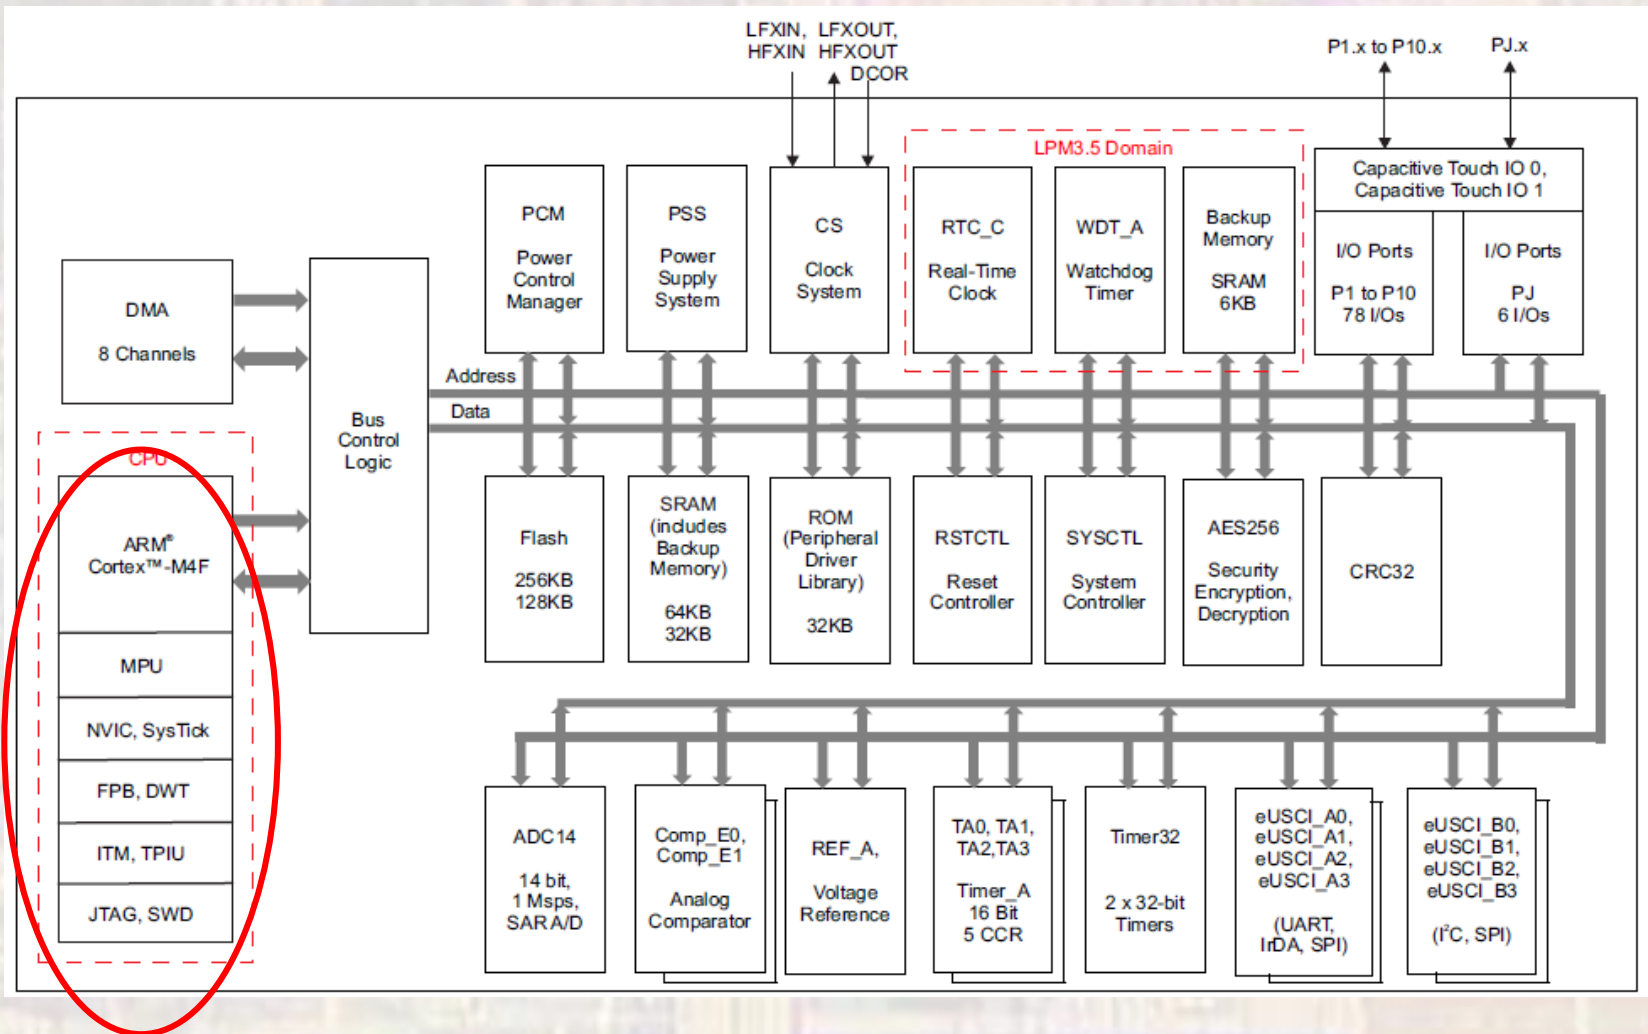 LFXIN, LFXOUT,
HFXIN HFXOUT
DCOR
P1.x to P10.x
PJ.x
LPM3.5 Domain
PCM
Power
Control
Manager
PSS
Power
Supply
System
CS
Clock
System
RTC_C
Real-Time
Clock
WDT_A
Watchdog
Timer
Backup
Memory
SRAM
6KB
Capacitive Touch IO 0,
Capacitive Touch IO 1
I/O Ports
P1 to P10
78 I/Os
I/O Ports
PJ
6 I/Os
DMA
8 Channels
Bus
Control
Logic
Address
Data
CPU
ARM®
Cortex™-M4F
MPU
NVIC, SysTick
FPB, DWT
ITM, TPIU
JTAG, SWD
Flash
256KB
128KB
SRAM
(includes
Backup
Memory)
64KB
32KB
ROM
(Peripheral
Driver
Library)
32KB
RSTCTL
Reset
Controller
SYSCTL
System
Controller
AES256
Security
Encryption,
Decryption
CRC32
ADC14
14 bit,
1 Msps,
SAR A/D
Comp_E0,
Comp_E1
Analog
Comparator
REF_A,
Voltage
Reference
TA0, TA1,
TA2,TA3
Timer_A
16 Bit
5 CCR
Timer32
2 x 32-bit
Timers
eUSCI_A0,
eUSCI_A1,
eUSCI_A2,
eUSCI_A3
(UART,
IrDA, SPI)
eUSCI_B0,
eUSCI_B1,
eUSCI_B2,
eUSCI_B3
(I²C, SPI)